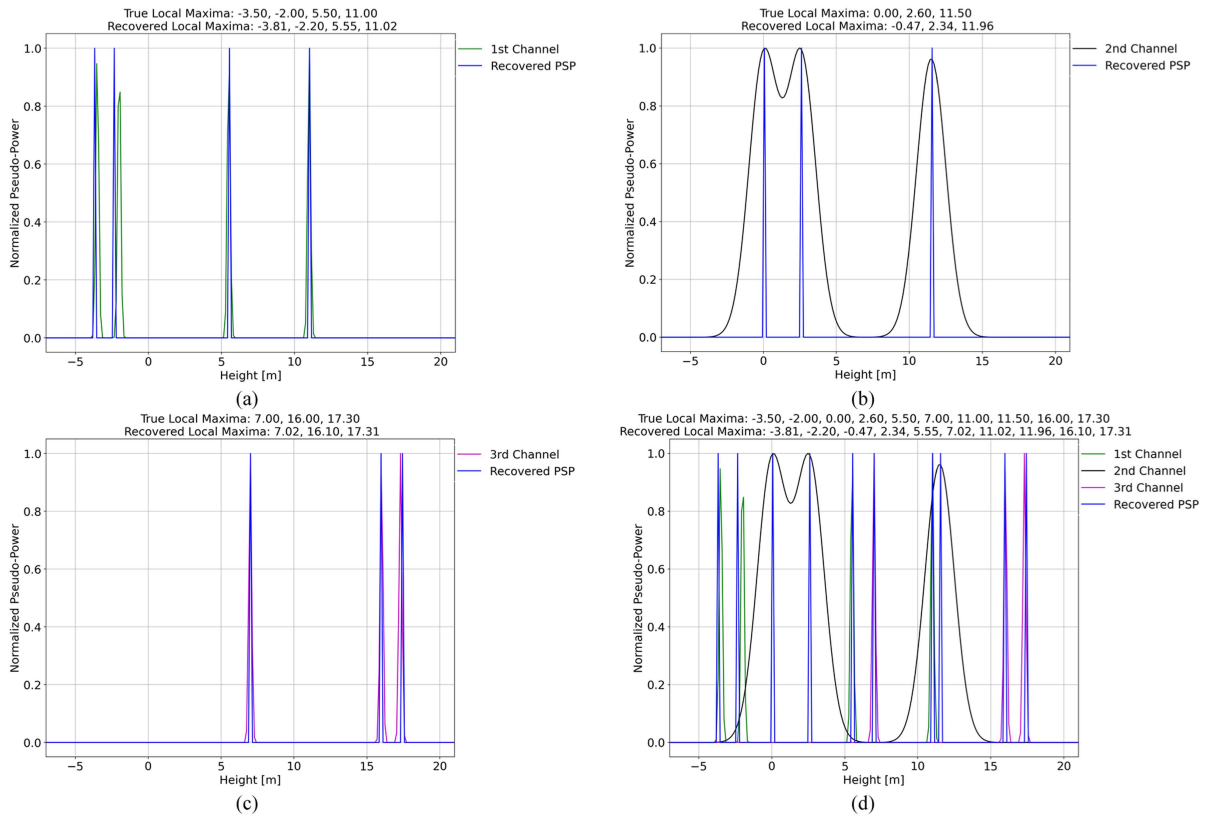 True Local Maxima: -3.50, -2.00, 5.50, 11.00
Recovered Local Maxima: -3.81, -2.20, 5.55, 11.02
1.0
0.8
0.6
0.4
0.2
0.0
Normalized Pseudo-Power
−5 0 5 10 15 20
Height [m]
1st Channel
Recovered PSP
(a)
True Local Maxima: 0.00, 2.60, 11.50
Recovered Local Maxima: -0.47, 2.34, 11.96
1.0
0.8
0.6
0.4
0.2
0.0
Normalized Pseudo-Power
−5 0 5 10 15 20
Height [m]
2nd Channel
Recovered PSP
(b)
True Local Maxima: 7.00, 16.00, 17.30
Recovered Local Maxima: 7.02, 16.10, 17.31
1.0
0.8
0.6
0.4
0.2
0.0
Normalized Pseudo-Power
−5 0 5 10 15 20
Height [m]
3rd Channel
Recovered PSP
(c)
True Local Maxima: -3.50, -2.00, 0.00, 2.60, 5.50, 7.00, 11.00, 11.50, 16.00, 17.30
Recovered Local Maxima: -3.81, -2.20, -0.47, 2.34, 5.55, 7.02, 11.02, 11.96, 16.10, 17.31
1.0
0.8
0.6
0.4
0.2
0.0
Normalized Pseudo-Power
−5 0 5 10 15 20
Height [m]
1st Channel
2nd Channel
3rd Channel
Recovered PSP
(d)